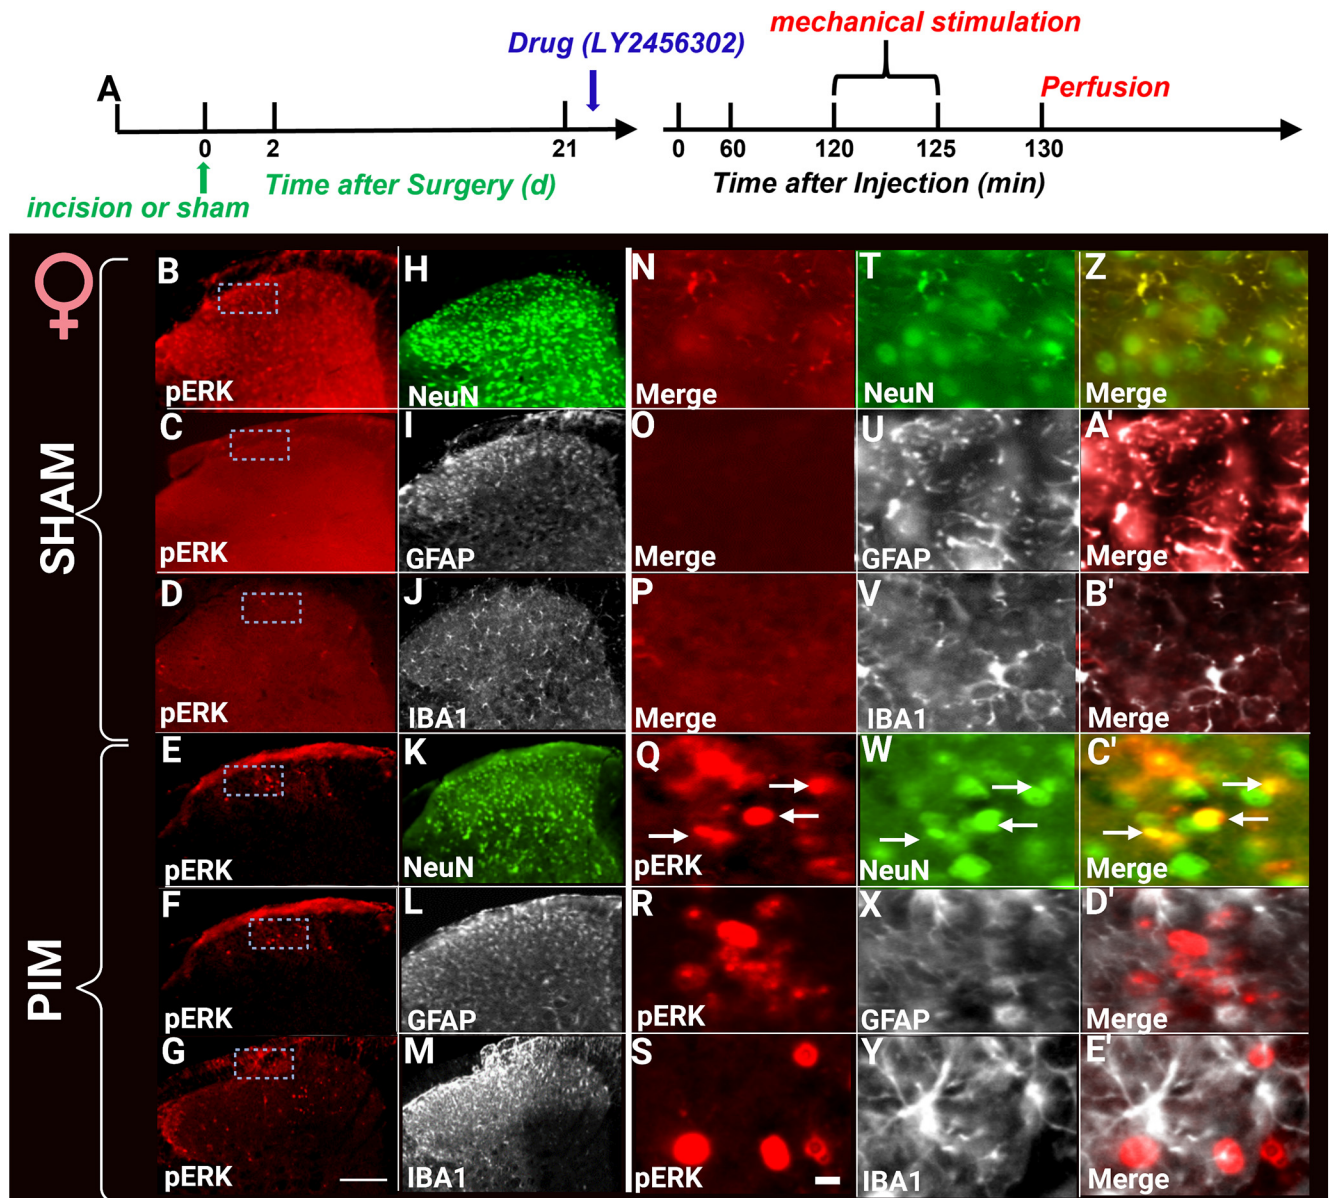 mechanical stimulation
Drug (LY2456302)
A
Perfusion
0 2 21 0 60 120 125 130
Time after Surgery (d)
Time after Injection (min)
incision or sham
SHAM
B pERK
H NeuN
N Merge
T NeuN
Z Merge
C pERK
I GFAP
O Merge
U GFAP
A' Merge
D pERK
J IBA1
P Merge
V IBA1
B' Merge
PIM
E pERK
K NeuN
Q pERK
W NeuN
C' Merge
F pERK
L GFAP
R pERK
X GFAP
D' Merge
G pERK
M IBA1
S pERK
Y IBA1
E' Merge